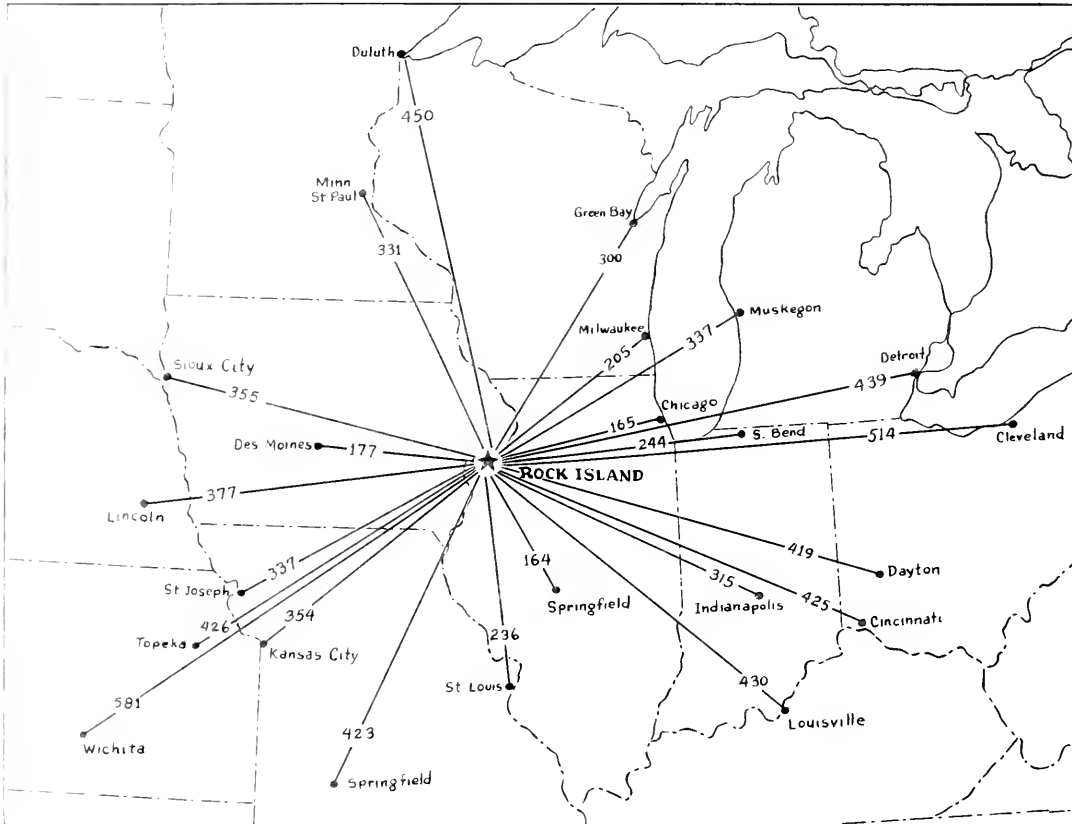 Duluth
450
Minn
St Paul
331
Green Bay
300
Milwaukee
205
337
Muskegon
Detroit
439
Sioux City
355
Chicago
165
244
S. Bend
514
Cleveland
Des Moines
177
ROCK ISLAND
377
Lincoln
St Joseph
337
164
Springfield
419
Dayton
315
Indianapolis
425
Cincinnati
426
Topeka
354
Kansas City
236
St Louis
430
Louisville
581
Wichita
423
Springfield